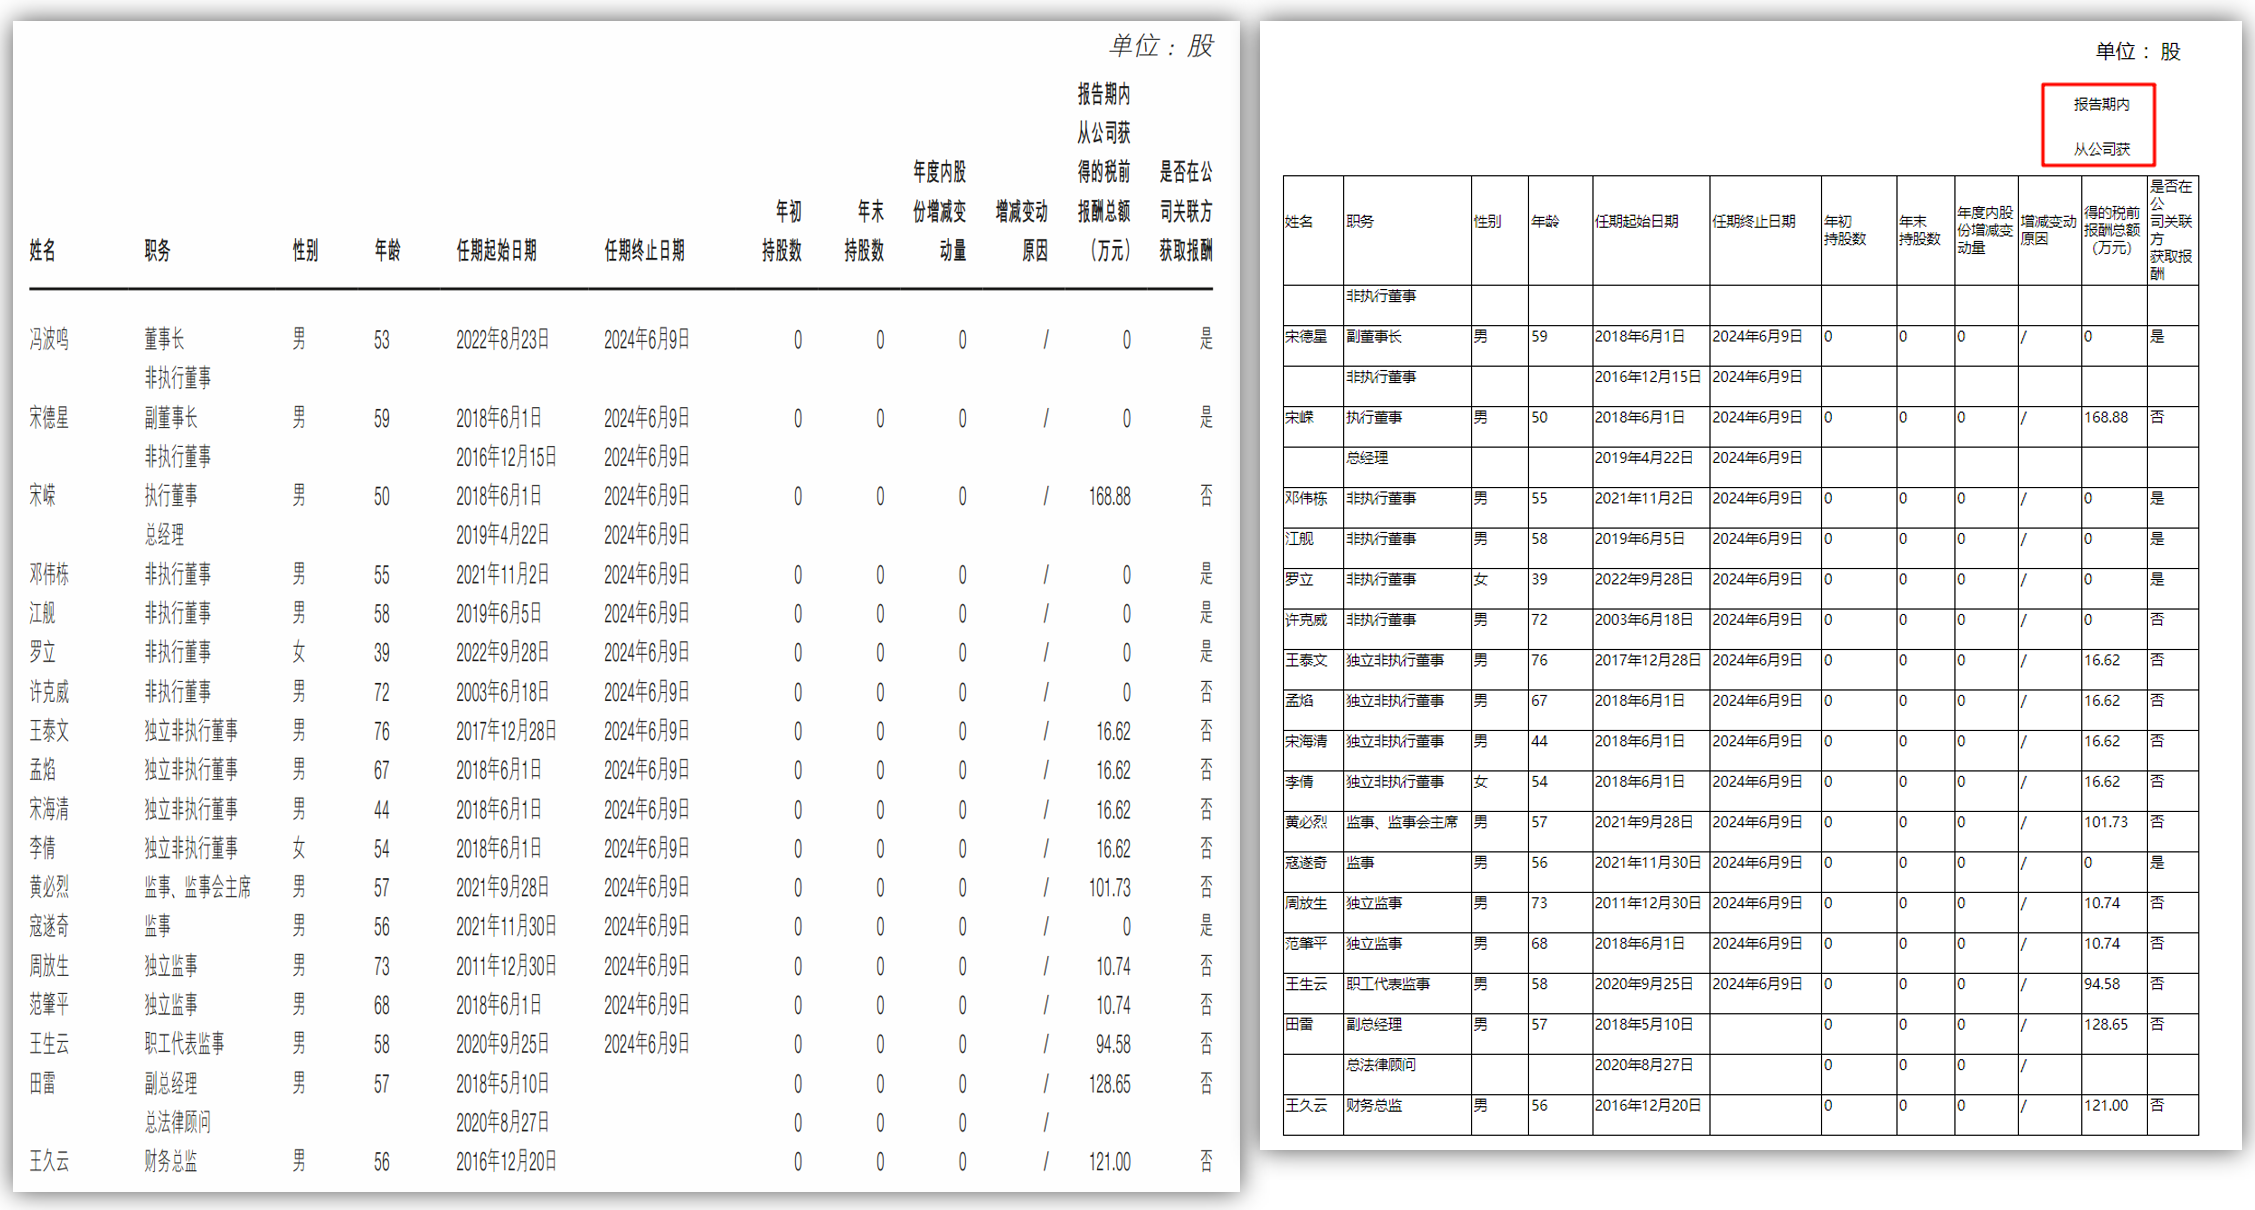 单位：股
报告期内
从公司获
年度内股 得的税前 是否在公
年初 年末 份增减变 增减变动 报酬总额 司关联方
姓名 职务 性别 年龄 任期起始日期 任期终止日期 持股数 持股数 动量 原因 （万元） 获取报酬
冯波鸣 董事长 男 53 2022年8月23日 2024年6月9日 0 0 0 / 0 是
非执行董事
宋德星 副董事长 男 59 2018年6月1日 2024年6月9日 0 0 0 / 0 是
非执行董事 2016年12月15日 2024年6月9日
宋嵘 执行董事 男 50 2018年6月1日 2024年6月9日 0 0 0 / 168.88 否
总经理 2019年4月22日 2024年6月9日
邓伟栋 非执行董事 男 55 2021年11月2日 2024年6月9日 0 0 0 / 0 是
江舰 非执行董事 男 58 2019年6月5日 2024年6月9日 0 0 0 / 0 是
罗立 非执行董事 女 39 2022年9月28日 2024年6月9日 0 0 0 / 0 是
许克威 非执行董事 男 72 2003年6月18日 2024年6月9日 0 0 0 / 0 否
王泰文 独立非执行董事 男 76 2017年12月28日 2024年6月9日 0 0 0 / 16.62 否
孟焰 独立非执行董事 男 67 2018年6月1日 2024年6月9日 0 0 0 / 16.62 否
宋海清 独立非执行董事 男 44 2018年6月1日 2024年6月9日 0 0 0 / 16.62 否
李倩 独立非执行董事 女 54 2018年6月1日 2024年6月9日 0 0 0 / 16.62 否
黄必烈 监事、监事会主席 男 57 2021年9月28日 2024年6月9日 0 0 0 / 101.73 否
寇遂奇 监事 男 56 2021年11月30日 2024年6月9日 0 0 0 / 0 是
周放生 独立监事 男 73 2011年12月30日 2024年6月9日 0 0 0 / 10.74 否
范肇平 独立监事 男 68 2018年6月1日 2024年6月9日 0 0 0 / 10.74 否
王生云 职工代表监事 男 58 2020年9月25日 2024年6月9日 0 0 0 / 94.58 否
田雷 副总经理 男 57 2018年5月10日 0 0 0 / 128.65 否
总法律顾问 2020年8月27日 0 0 0 /
王久云 财务总监 男 56 2016年12月20日 0 0 0 / 121.00 否
单位：股
报告期内
从公司获
是否在
公
年度内股 得的税前 司关联
姓名 职务 性别 年龄 任期起始日期 任期终止日期 年初 年末 份增减变 增减变动 报酬总额 方
持股数 持股数 动量 原因 （万元） 获取报
酬
非执行董事
宋德星 副董事长 男 59 2018年6月1日 2024年6月9日 0 0 0 / 0 是
非执行董事 2016年12月15日 2024年6月9日
宋嵘 执行董事 男 50 2018年6月1日 2024年6月9日 0 0 0 / 168.88 否
总经理 2019年4月22日 2024年6月9日
邓伟栋 非执行董事 男 55 2021年11月2日 2024年6月9日 0 0 0 / 0 是
江舰 非执行董事 男 58 2019年6月5日 2024年6月9日 0 0 0 / 0 是
罗立 非执行董事 女 39 2022年9月28日 2024年6月9日 0 0 0 / 0 是
许克威 非执行董事 男 72 2003年6月18日 2024年6月9日 0 0 0 / 0 否
王泰文 独立非执行董事 男 76 2017年12月28日 2024年6月9日 0 0 0 / 16.62 否
孟焰 独立非执行董事 男 67 2018年6月1日 2024年6月9日 0 0 0 / 16.62 否
宋海清 独立非执行董事 男 44 2018年6月1日 2024年6月9日 0 0 0 / 16.62 否
李倩 独立非执行董事 女 54 2018年6月1日 2024年6月9日 0 0 0 / 16.62 否
黄必烈 监事、监事会主席 男 57 2021年9月28日 2024年6月9日 0 0 0 / 101.73 否
寇遂奇 监事 男 56 2021年11月30日 2024年6月9日 0 0 0 / 0 是
周放生 独立监事 男 73 2011年12月30日 2024年6月9日 0 0 0 / 10.74 否
范肇平 独立监事 男 68 2018年6月1日 2024年6月9日 0 0 0 / 10.74 否
王生云 职工代表监事 男 58 2020年9月25日 2024年6月9日 0 0 0 / 94.58 否
田雷 副总经理 男 57 2018年5月10日 0 0 0 / 128.65 否
总法律顾问 2020年8月27日 0 0 0 /
王久云 财务总监 男 56 2016年12月20日 0 0 0 / 121.00 否